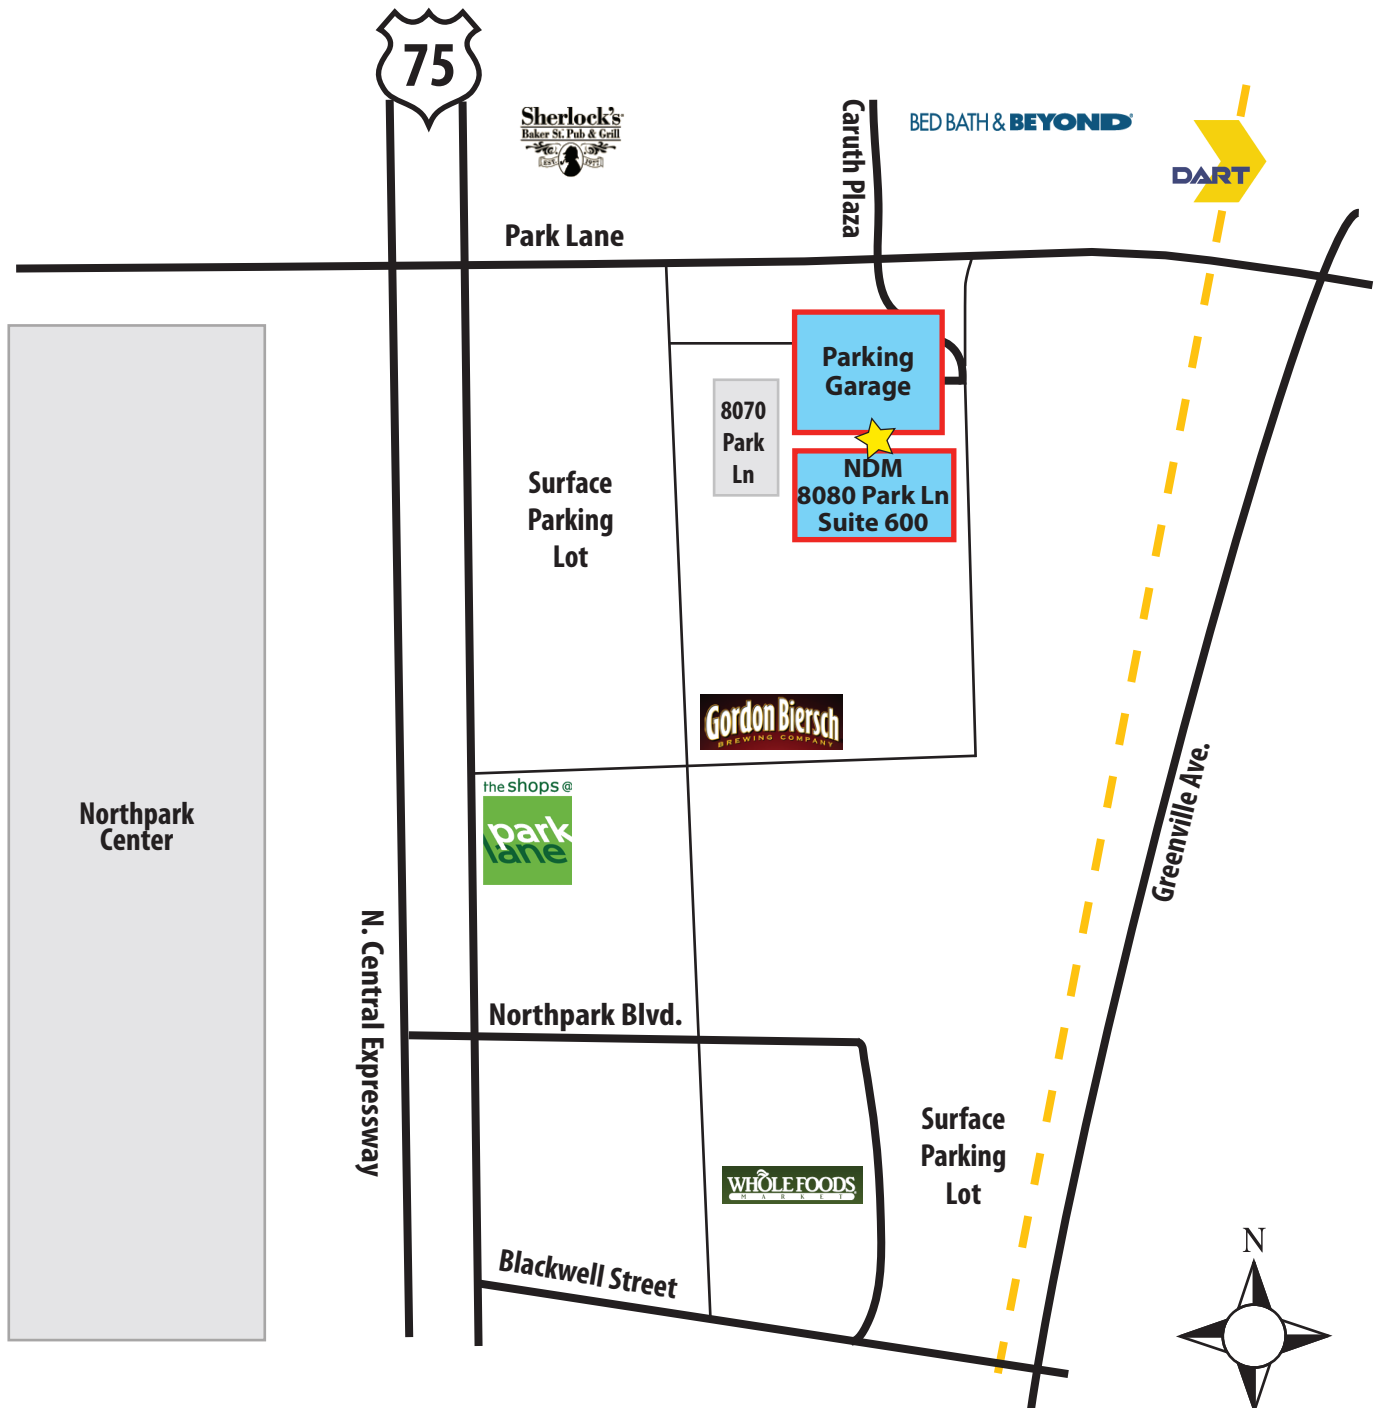 75
Sherlock's
Baker St. Pub & Grill
EST. 1977
Caruth Plaza
BED BATH & BEYOND
DART
Park Lane
Parking
Garage
8070
Park
Ln
NDM
8080 Park Ln
Suite 600
Surface
Parking
Lot
Gordon Biersch
BREWING COMPANY
the shops @
park
lane
Northpark
Center
Greenville Ave.
N. Central Expressway
Northpark Blvd.
Surface
Parking
Lot
WHOLE FOODS
MARKET
Blackwell Street
N